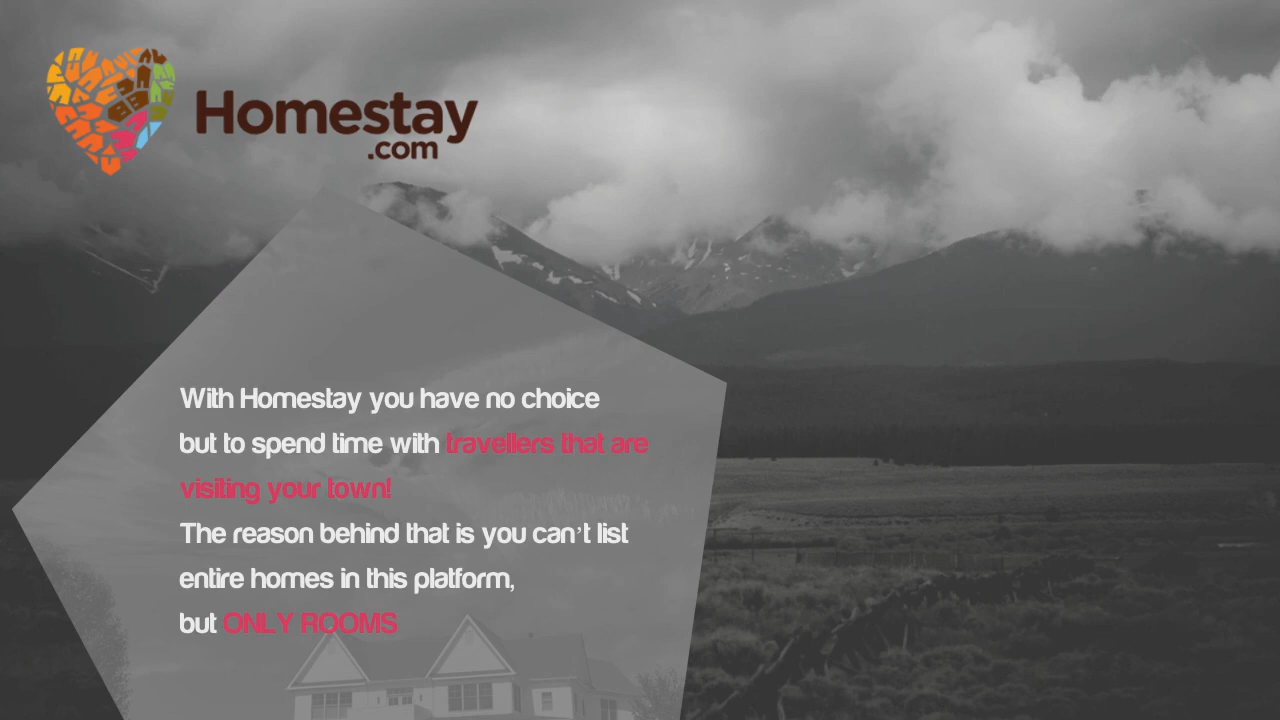 Homestay
.com
With Homestay you have no choice
but to spend time with travellers that are
visiting your town!
The reason behind that is you can't list
entire homes in this platform,
but ONLY ROOMS